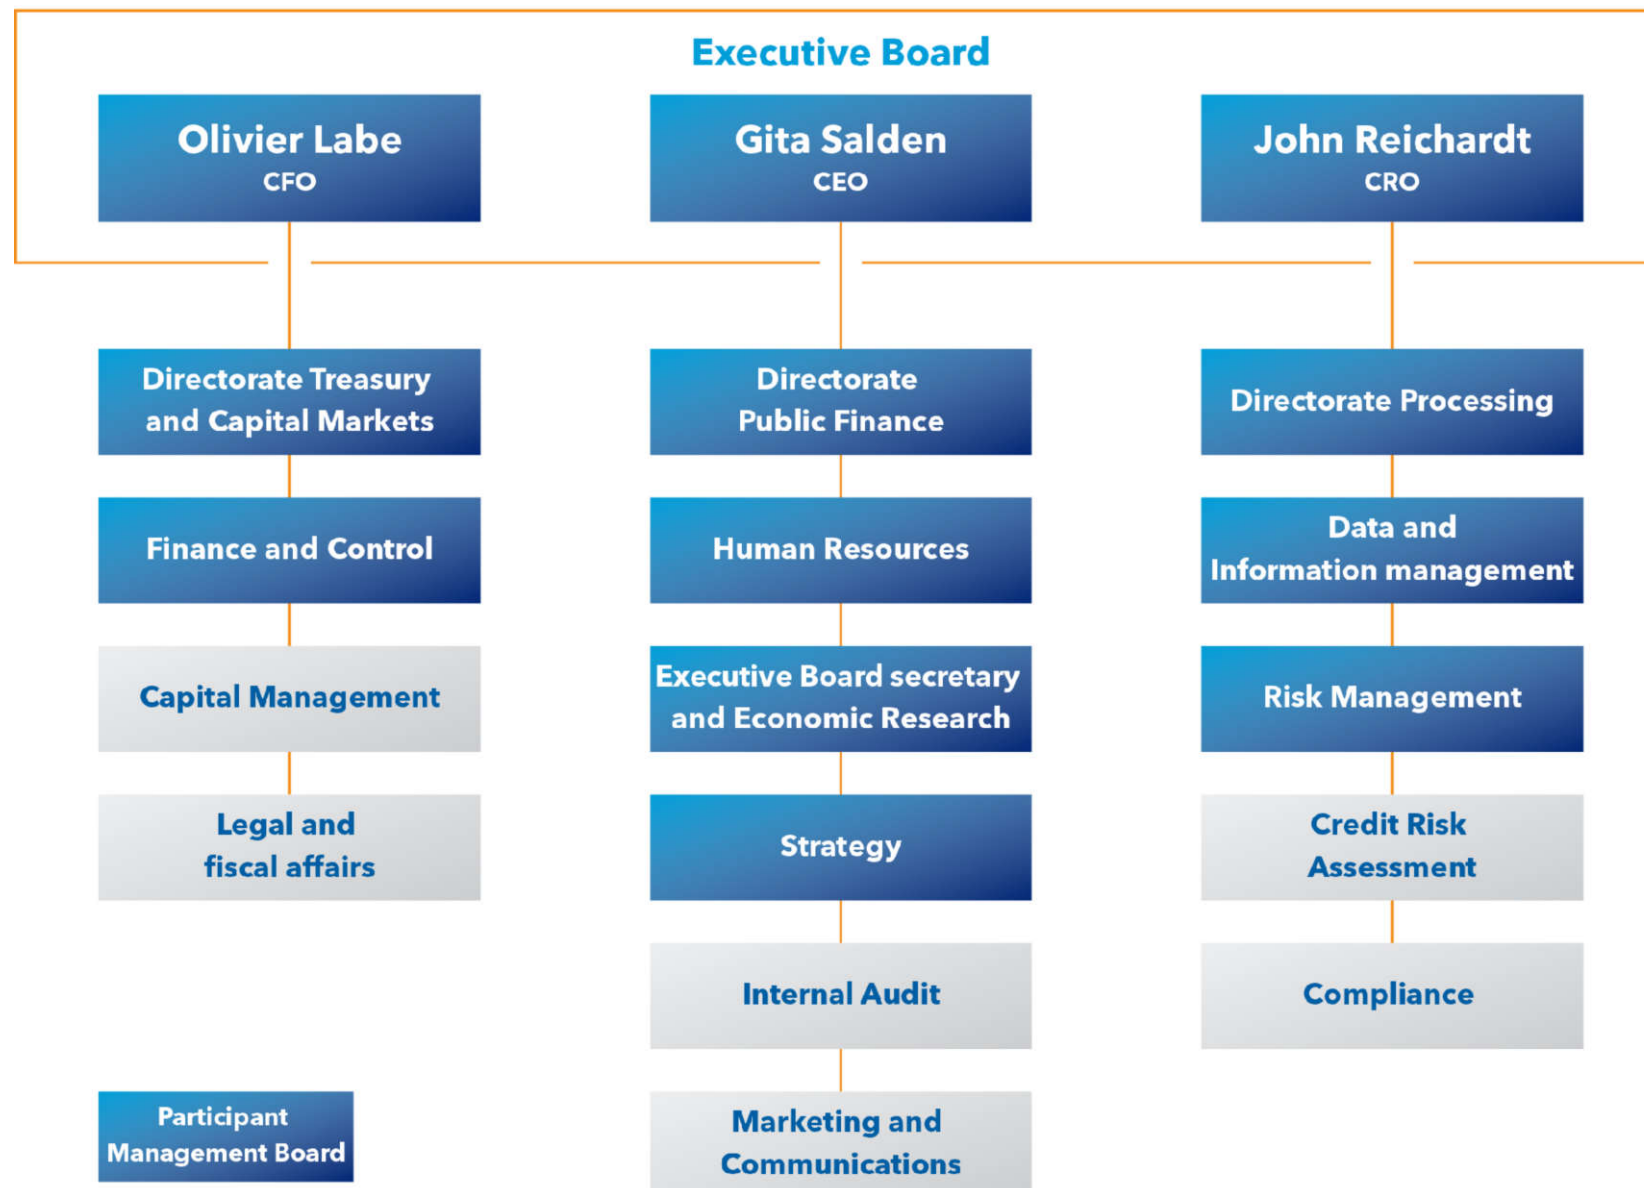 Executive Board
Olivier Labe
CFO
Gita Salden
CEO
John Reichardt
CRO
Directorate Treasury
and Capital Markets
Directorate
Public Finance
Directorate Processing
Finance and Control
Human Resources
Data and
Information management
Capital Management
Executive Board secretary
and Economic Research
Risk Management
Legal and
fiscal affairs
Strategy
Credit Risk
Assessment
Internal Audit
Compliance
Participant
Management Board
Marketing and
Communications